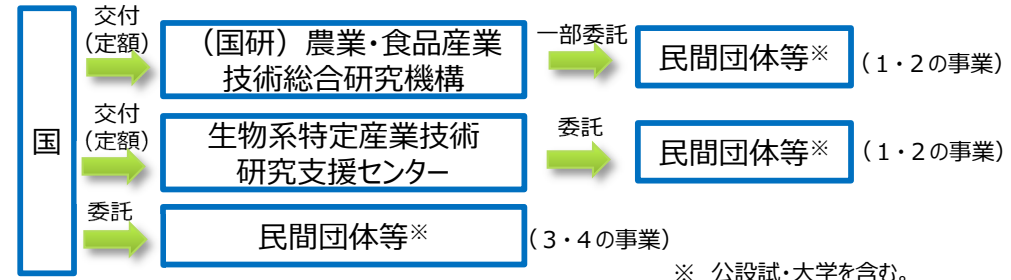 国
交付
(定額)
（国研）農業・食品産業
技術総合研究機構
一部委託
民間団体等※
（１・２の事業）
交付
(定額)
生物系特定産業技術
研究支援センター
委託
民間団体等※
（１・２の事業）
委託
民間団体等※
（３・４の事業）
※　公設試・大学を含む。